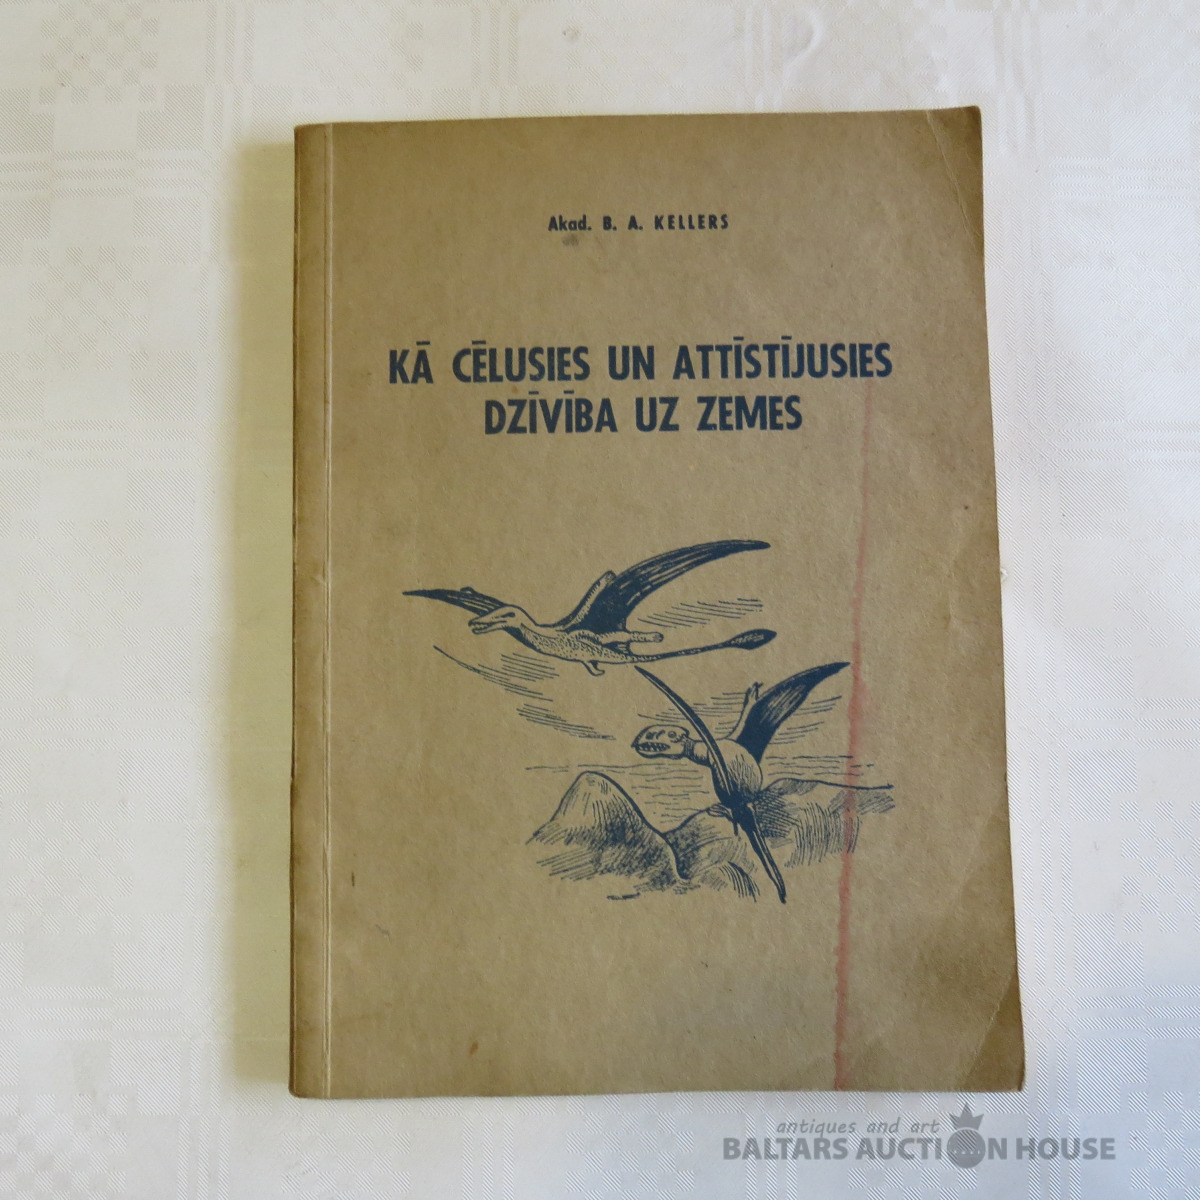 Akad. B. A. KELLERS
KĀ CĒLUSIES UN ATTĪSTĪJUSIES
DZĪVĪBA UZ ZEMES
antiques and art
BALTARS AUCTION HOUSE